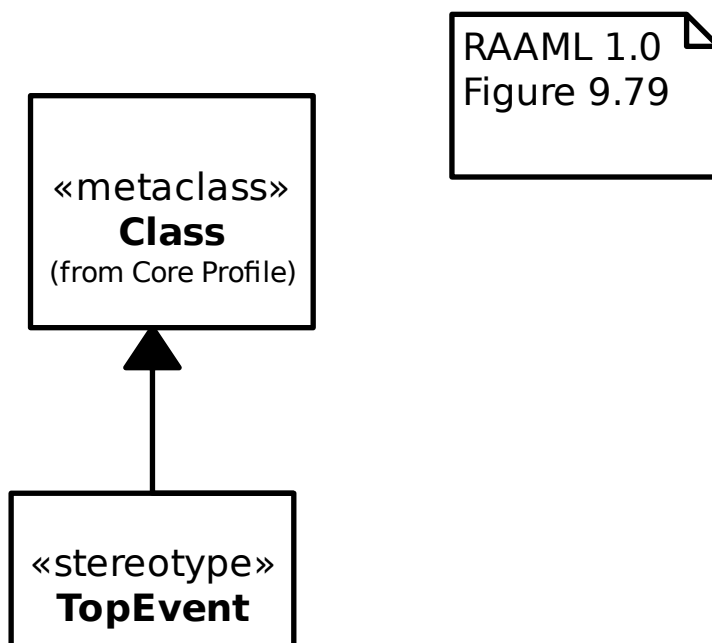 RAAML 1.0
Figure 9.79
«metaclass»
Class
(from Core Profile)
«stereotype»
TopEvent